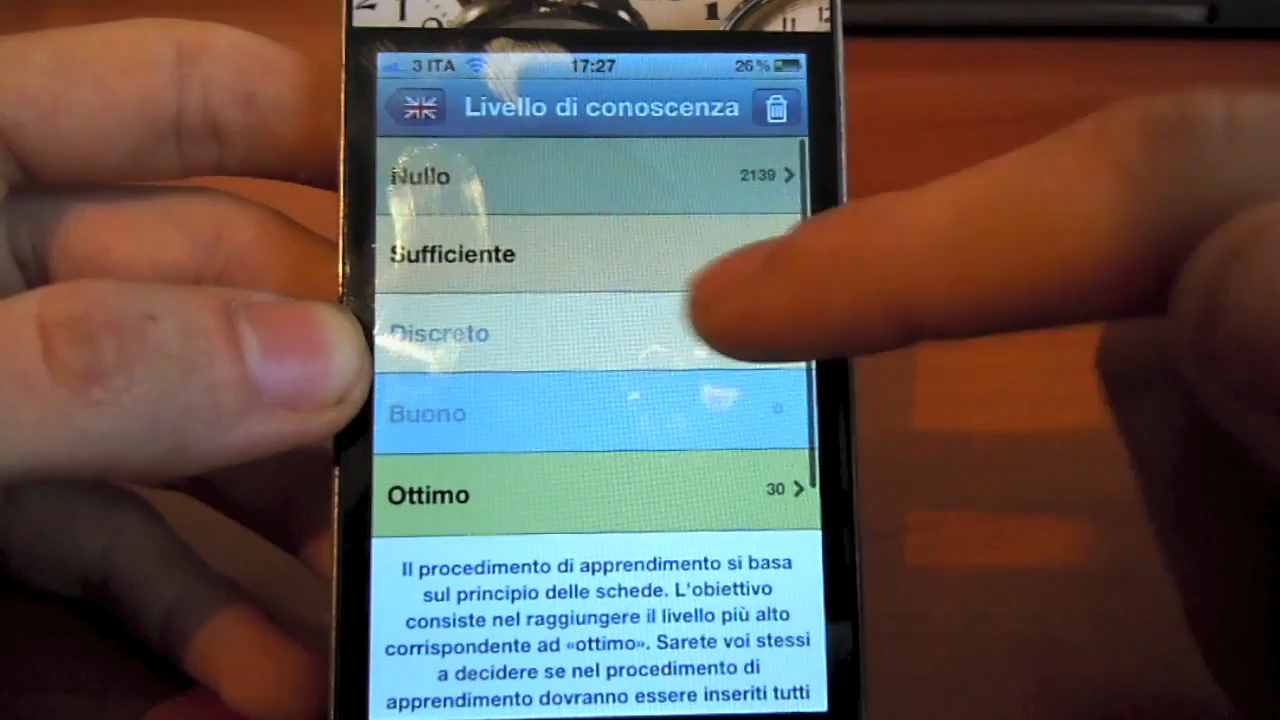 3 ITA 17:27 26%
Livello di conoscenza
Nullo 2139
Sufficiente
Discreto
Buono 0
Ottimo 30
Il procedimento di apprendimento si basa
sul principio delle schede. L'obiettivo
consiste nel raggiungere il livello più alto
corrispondente ad «ottimo». Sarete voi stessi
a decidere se nel procedimento di
apprendimento dovranno essere inseriti tutti